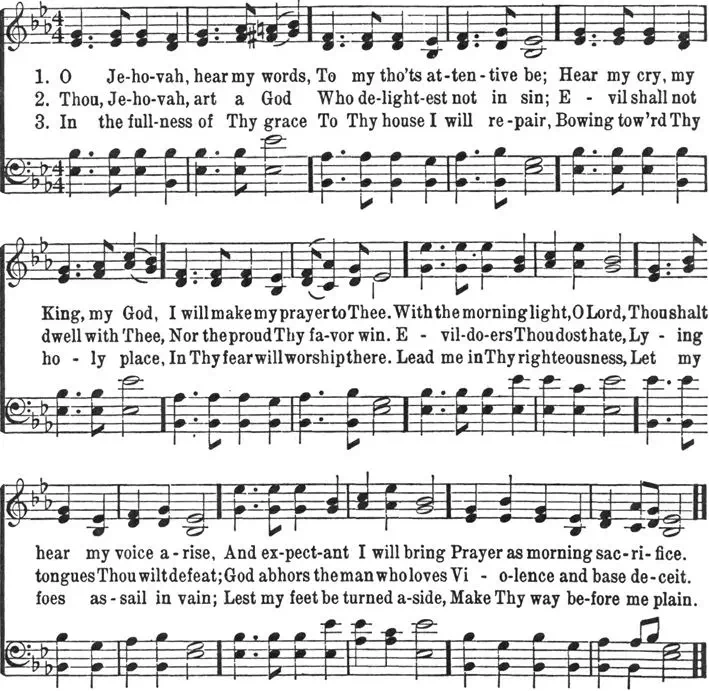 1. O Je-ho-vah, hear my words, To my tho'ts at-ten-tive be; Hear my cry, my
2. Thou, Je-ho-vah, art a God Who de-light-est not in sin; E - vil shall not
3. In the full-ness of Thy grace To Thy house I will re-pair, Bowing tow'rd Thy
King, my God, I will make my prayer to Thee. With the morning light, O Lord, Thou shalt
dwell with Thee, Nor the proud Thy fa-vor win. E - vil-do-ers Thou dost hate, Ly - ing
ho - ly place, In Thy fear will worship there. Lead me in Thy righteousness, Let my
hear my voice a-rise, And ex-pect-ant I will bring Prayer as morning sac-ri-fice.
tongues Thou wilt defeat; God abhors the man who loves Vi - o-lence and base de-ceit.
foes as-sail in vain; Lest my feet be turned a-side, Make Thy way be-fore me plain.